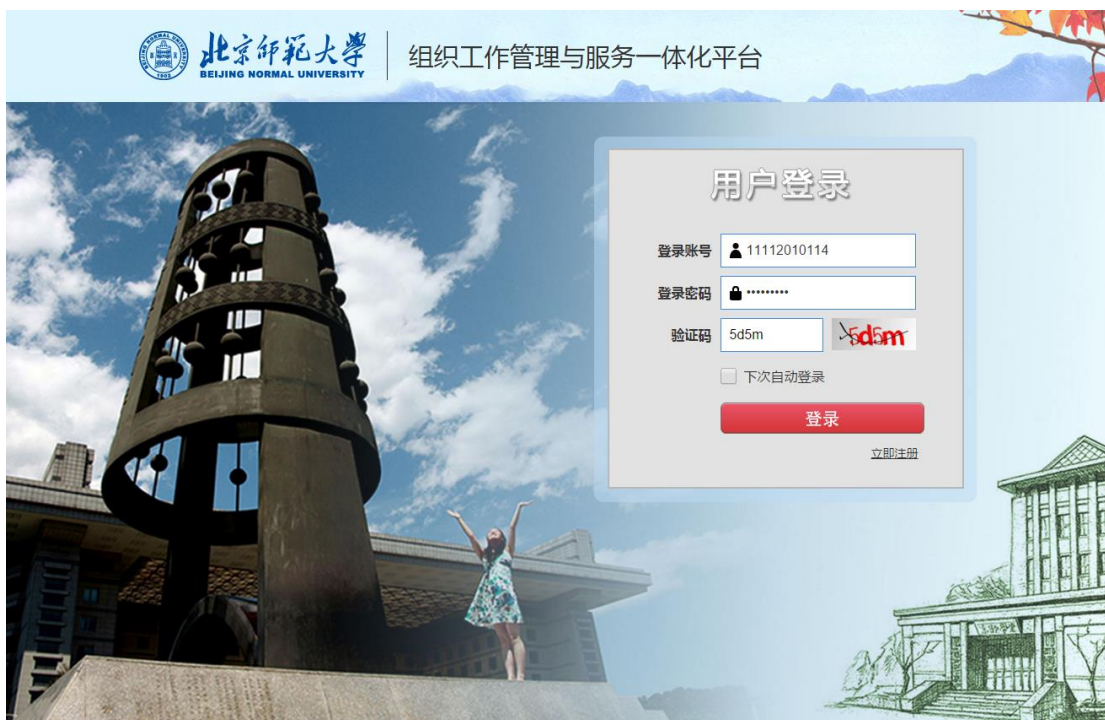 北京师范大学
BEIJING NORMAL UNIVERSITY
组织工作管理与服务一体化平台
用户登录
登录账号 11112010114
登录密码 •••••••••
验证码 5d5m 5d5m
下次自动登录
登录
立即注册